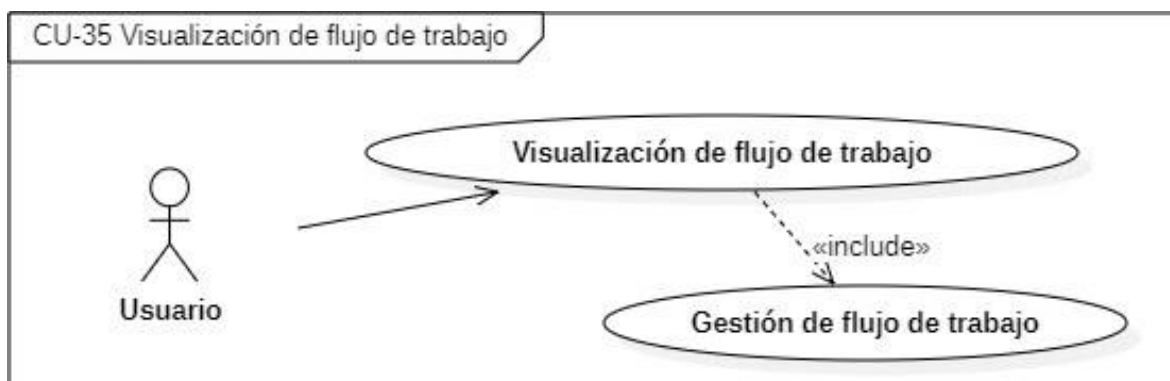 CU-35 Visualización de flujo de trabajo
Visualización de flujo de trabajo
«include»
Usuario
Gestión de flujo de trabajo